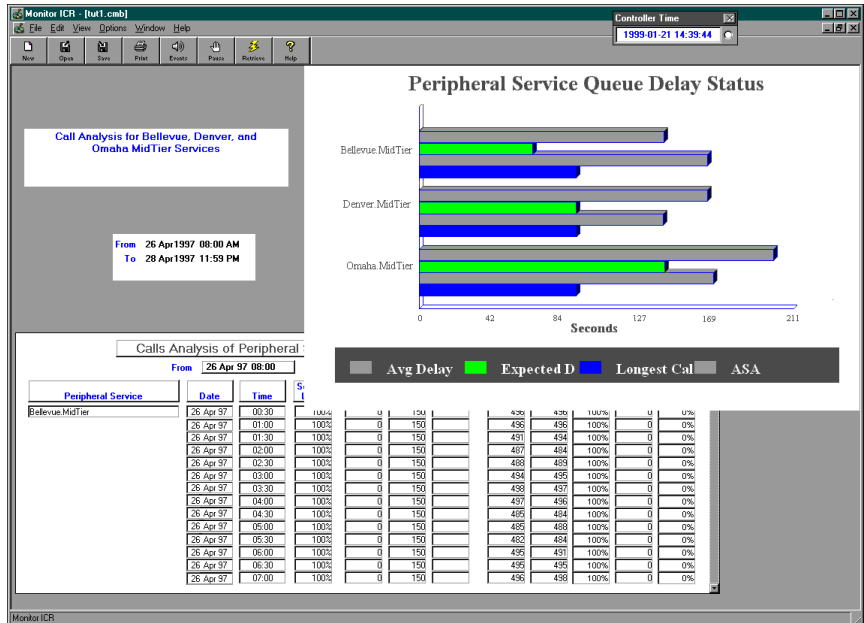 Monitor ICR - [tut1.cmb]
File Edit View Options Window Help
Controller Time
1999-01-21 14:39:44
New Open Save Print Events Pause Retrieve Help
Call Analysis for Bellevue, Denver, and
Omaha MidTier Services
From 26 Apr 1997 08:00 AM
To 28 Apr 1997 11:59 PM
Peripheral Service Queue Delay Status
Bellevue.MidTier
Denver.MidTier
Omaha.MidTier
0 42 84 127 169 211
Seconds
Avg Delay Expected D Longest Cal ASA
Calls Analysis of Peripheral
From 26 Apr 97 08:00
Peripheral Service Date Time
Bellevue.MidTier 26 Apr 97 00:30 100% 0 150 496 496 100% 0 0%
26 Apr 97 01:00 100% 0 150 496 496 100% 0 0%
26 Apr 97 01:30 100% 0 150 491 494 100% 0 0%
26 Apr 97 02:00 100% 0 150 487 484 100% 0 0%
26 Apr 97 02:30 100% 0 150 488 489 100% 0 0%
26 Apr 97 03:00 100% 0 150 494 495 100% 0 0%
26 Apr 97 03:30 100% 0 150 498 497 100% 0 0%
26 Apr 97 04:00 100% 0 150 497 496 100% 0 0%
26 Apr 97 04:30 100% 0 150 485 484 100% 0 0%
26 Apr 97 05:00 100% 0 150 485 488 100% 0 0%
26 Apr 97 05:30 100% 0 150 482 484 100% 0 0%
26 Apr 97 06:00 100% 0 150 495 491 100% 0 0%
26 Apr 97 06:30 100% 0 150 495 495 100% 0 0%
26 Apr 97 07:00 100% 0 150 496 498 100% 0 0%
Monitor ICR